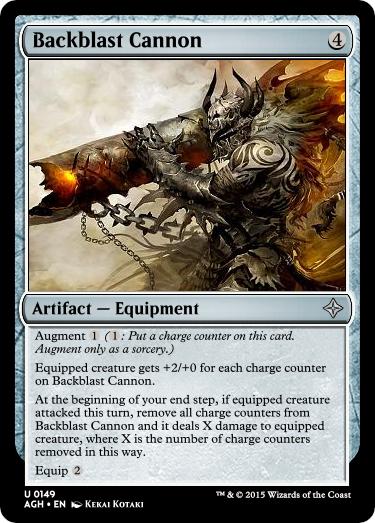 Backblast Cannon 4
Artifact — Equipment
Augment 1 (1: Put a charge counter on this card.
Augment only as a sorcery.)
Equipped creature gets +2/+0 for each charge counter
on Backblast Cannon.
At the beginning of your end step, if equipped creature
attacked this turn, remove all charge counters from
Backblast Cannon and it deals X damage to equipped
creature, where X is the number of charge counters
removed in this way.
Equip 2
U 0149
AGH • EN Kekai Kotaki ™ & © 2015 Wizards of the Coast